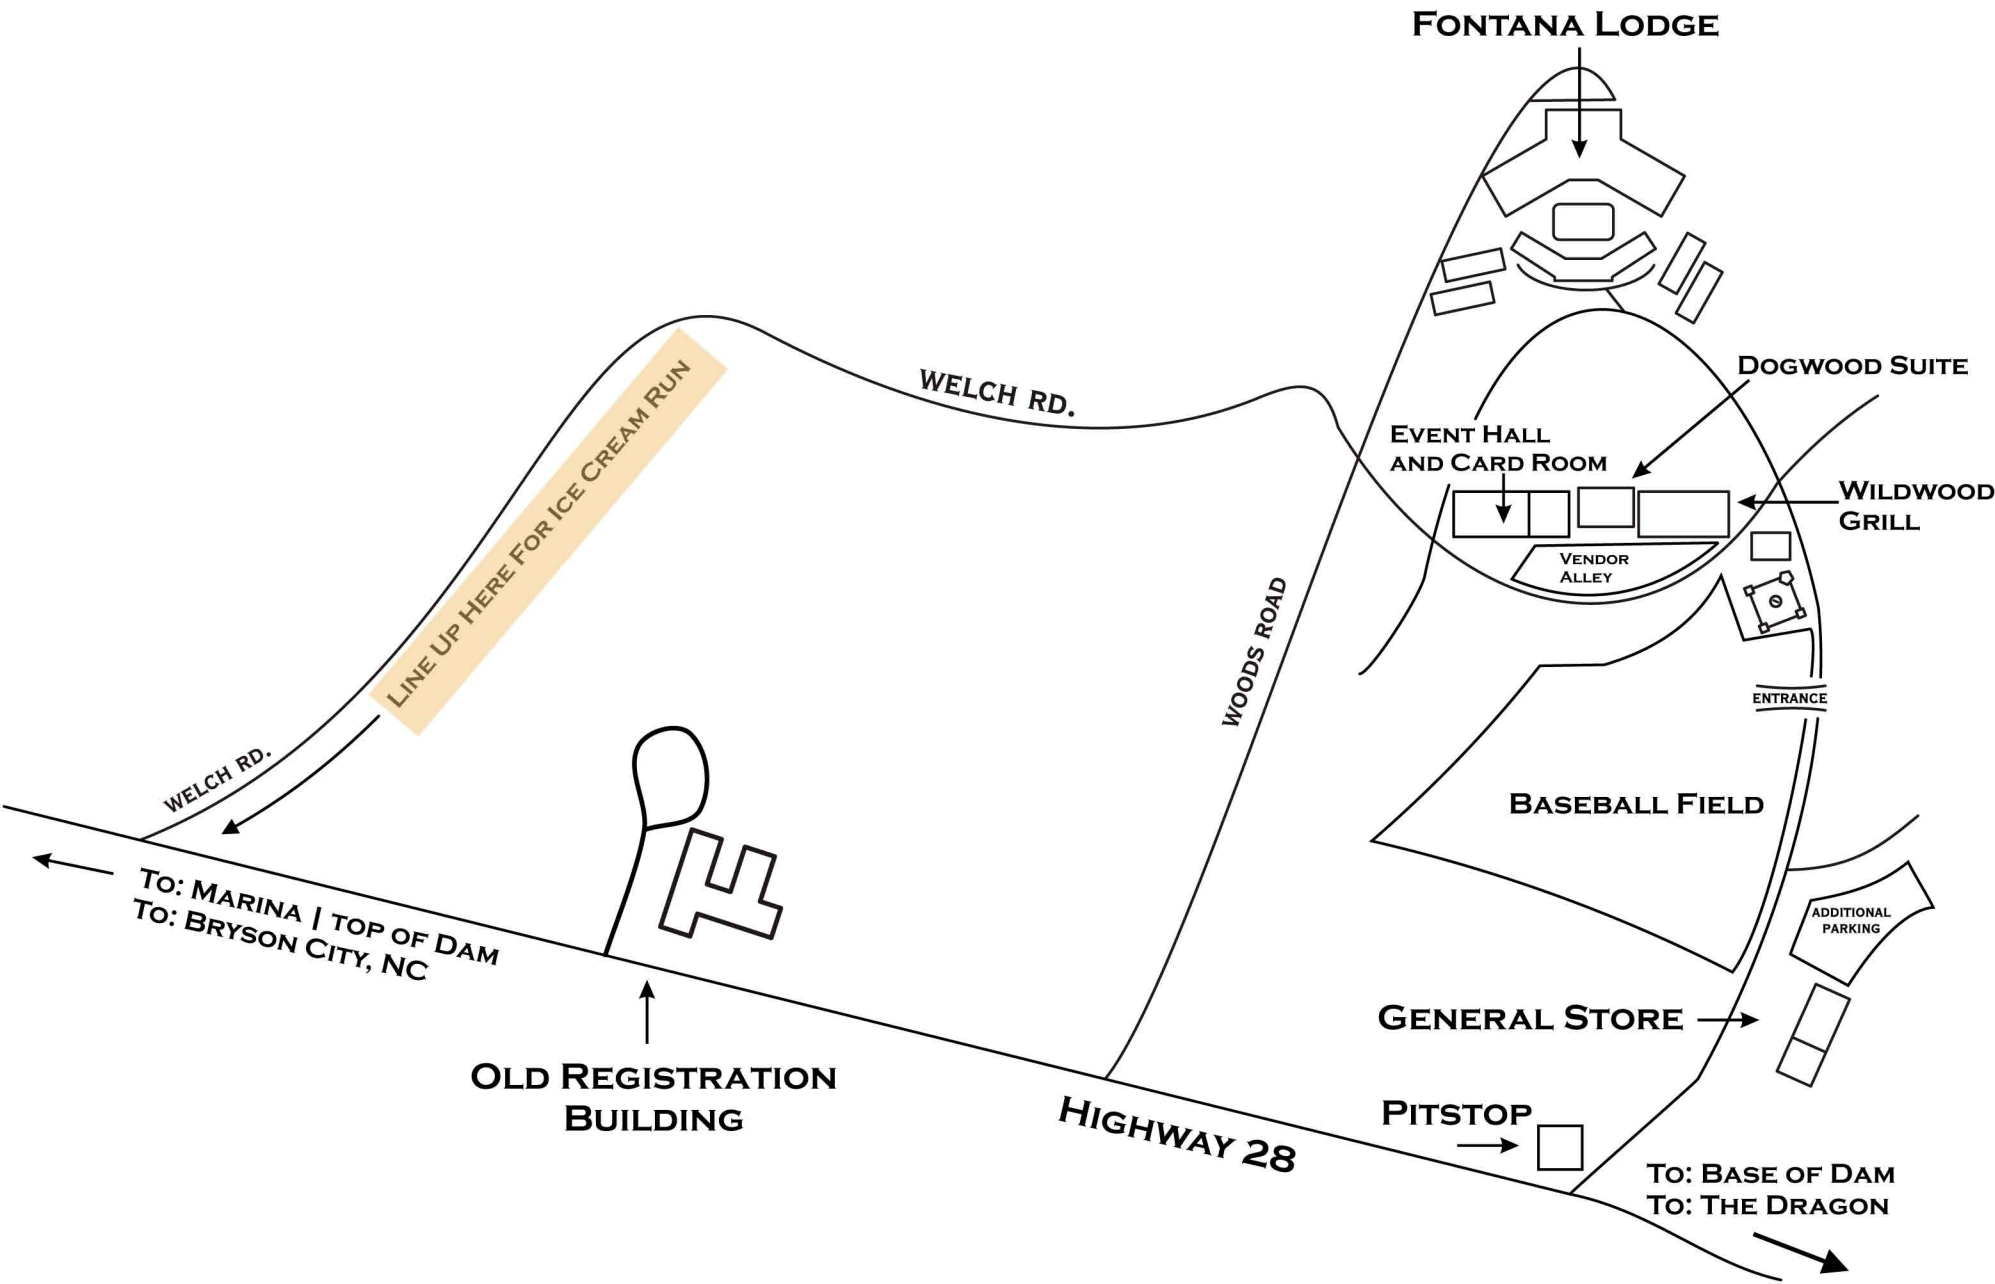 FONTANA LODGE
DOGWOOD SUITE
WELCH RD.
EVENT HALL
AND CARD ROOM
WILDWOOD
GRILL
LINE UP HERE FOR ICE CREAM RUN
VENDOR
ALLEY
WOODS ROAD
ENTRANCE
WELCH RD.
BASEBALL FIELD
TO: MARINA | TOP OF DAM
TO: BRYSON CITY, NC
ADDITIONAL
PARKING
GENERAL STORE
OLD REGISTRATION
BUILDING
HIGHWAY 28
PITSTOP
TO: BASE OF DAM
TO: THE DRAGON